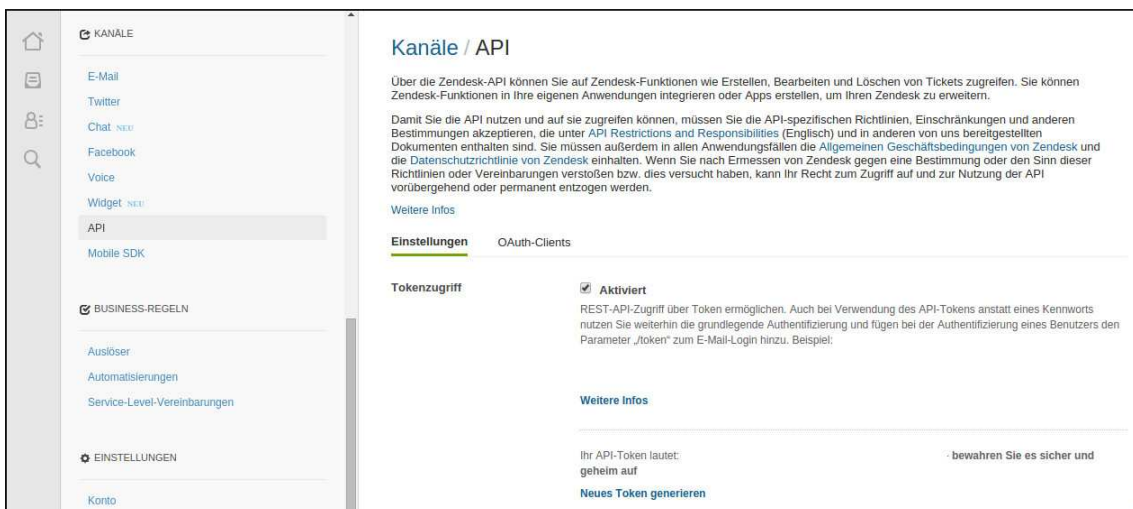 KANÄLE
E-Mail
Twitter
Chat NEU
Facebook
Voice
Widget NEU
API
Mobile SDK
BUSINESS-REGELN
Auslöser
Automatisierungen
Service-Level-Vereinbarungen
EINSTELLUNGEN
Konto
Kanäle / API
Über die Zendesk-API können Sie auf Zendesk-Funktionen wie Erstellen, Bearbeiten und Löschen von Tickets zugreifen. Sie können
Zendesk-Funktionen in Ihre eigenen Anwendungen integrieren oder Apps erstellen, um Ihren Zendesk zu erweitern.
Damit Sie die API nutzen und auf sie zugreifen können, müssen Sie die API-spezifischen Richtlinien, Einschränkungen und anderen
Bestimmungen akzeptieren, die unter API Restrictions and Responsibilities (Englisch) und in anderen von uns bereitgestellten
Dokumenten enthalten sind. Sie müssen außerdem in allen Anwendungsfällen die Allgemeinen Geschäftsbedingungen von Zendesk und
die Datenschutzrichtlinie von Zendesk einhalten. Wenn Sie nach Ermessen von Zendesk gegen eine Bestimmung oder den Sinn dieser
Richtlinien oder Vereinbarungen verstoßen bzw. dies versucht haben, kann Ihr Recht zum Zugriff auf und zur Nutzung der API
vorübergehend oder permanent entzogen werden.
Weitere Infos
Einstellungen OAuth-Clients
Tokenzugriff
Aktiviert
REST-API-Zugriff über Token ermöglichen. Auch bei Verwendung des API-Tokens anstatt eines Kennworts
nutzen Sie weiterhin die grundlegende Authentifizierung und fügen bei der Authentifizierung eines Benutzers den
Parameter „/token“ zum E-Mail-Login hinzu. Beispiel:
Weitere Infos
Ihr API-Token lautet: · bewahren Sie es sicher und
geheim auf
Neues Token generieren